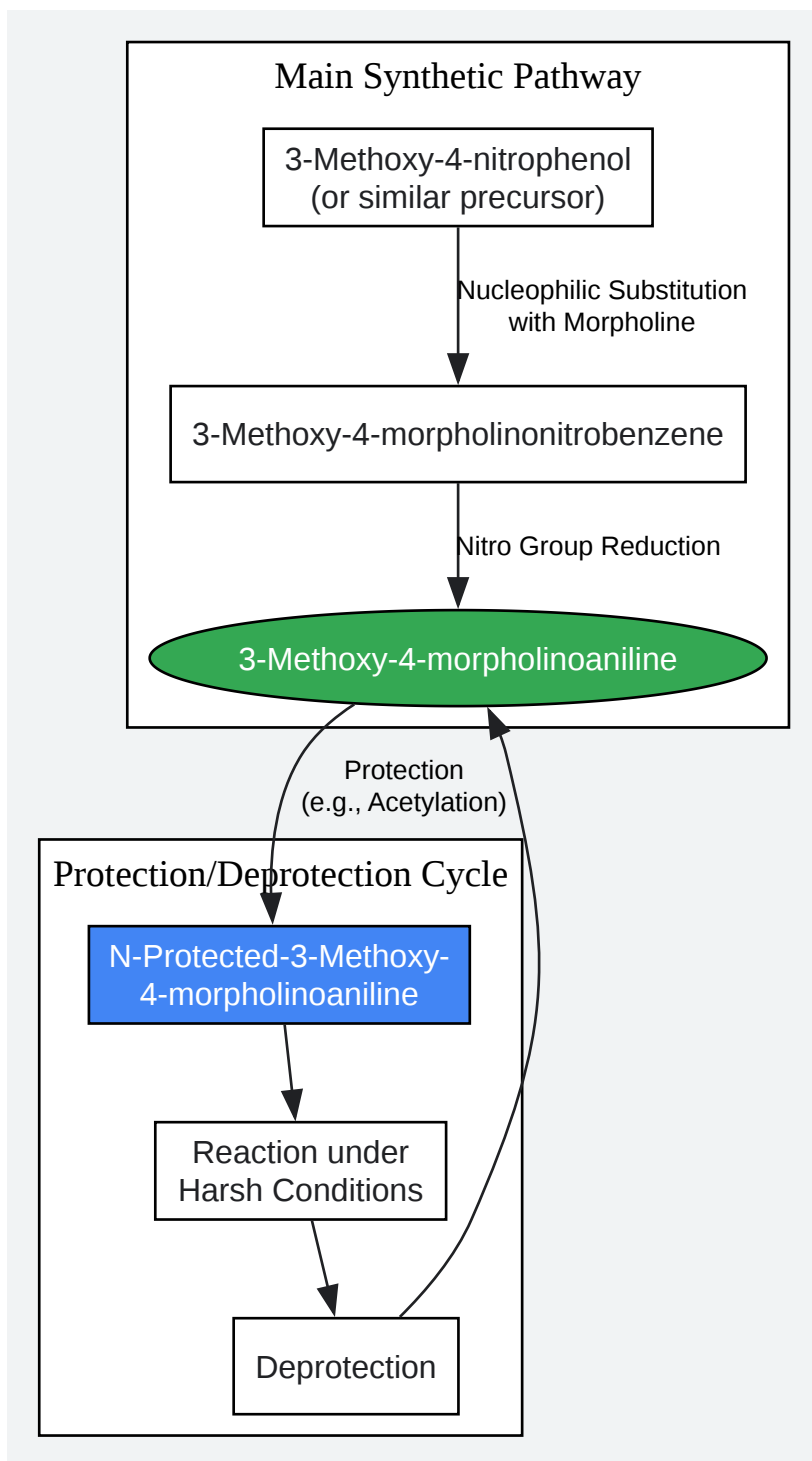 Main Synthetic Pathway
3-Methoxy-4-nitrophenol
(or similar precursor)
Nucleophilic Substitution
with Morpholine
3-Methoxy-4-morpholinonitrobenzene
Nitro Group Reduction
3-Methoxy-4-morpholinoaniline
Protection
(e.g., Acetylation)
Protection/Deprotection Cycle
N-Protected-3-Methoxy-
4-morpholinoaniline
Reaction under
Harsh Conditions
Deprotection